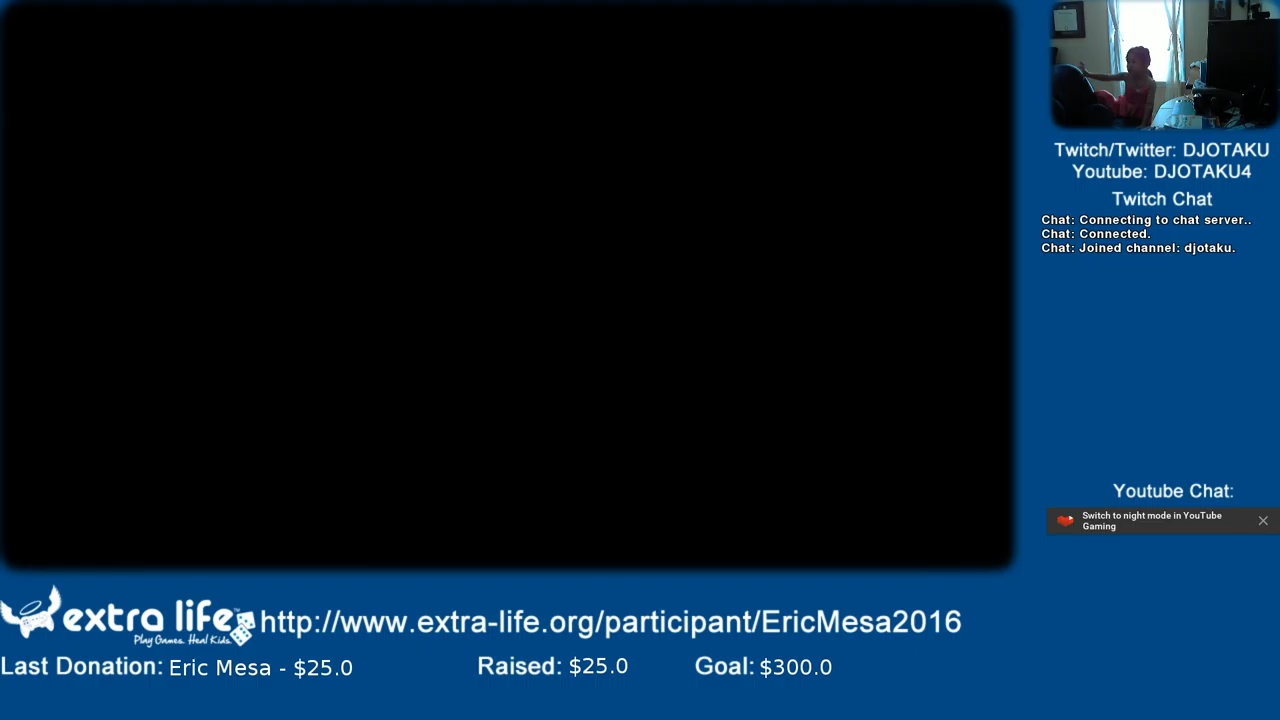 Twitch/Twitter: DJOTAKU
Youtube: DJOTAKU4
Twitch Chat
Chat: Connecting to chat server..
Chat: Connected.
Chat: Joined channel: djotaku.
Youtube Chat:
Switch to night mode in YouTube
Gaming
extra life™
Play Games. Heal Kids.
http://www.extra-life.org/participant/EricMesa2016
Last Donation: Eric Mesa - $25.0
Raised: $25.0
Goal: $300.0